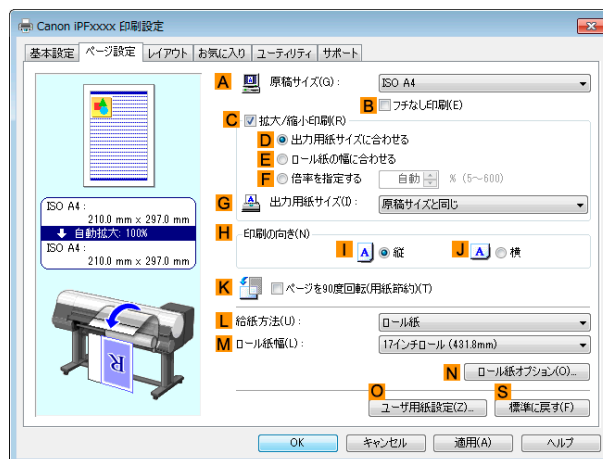 Canon iPFxxxx 印刷設定
基本設定 ページ設定 レイアウト お気に入り ユーティリティ サポート
A 原稿サイズ(G): ISO A4
B フチなし印刷(E)
C 拡大/縮小印刷(R)
D 出力用紙サイズに合わせる
E ロール紙の幅に合わせる
F 倍率を指定する 自動 % (5~600)
G 出力用紙サイズ(I): 原稿サイズと同じ
H 印刷の向き(N)
I A 縦 J A 横
K ページを90度回転(用紙節約)(T)
L 給紙方法(U): ロール紙
M ロール紙幅(L): 17インチロール (431.8mm)
N ロール紙オプション(O)...
O ユーザ用紙設定(Z)... S 標準に戻す(F)
ISO A4 :
210.0 mm x 297.0 mm
自動拡大: 100%
ISO A4 :
210.0 mm x 297.0 mm
R
OK キャンセル 適用(A) ヘルプ